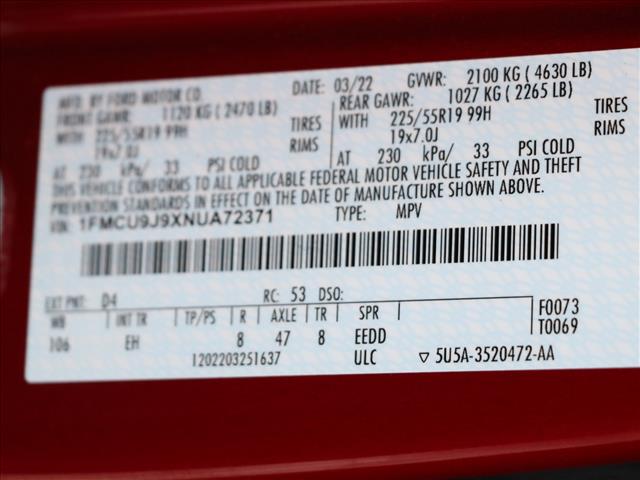 MFD. BY FORD MOTOR CO. DATE: 03/22 GVWR: 2100 KG ( 4630 LB)
FRONT GAWR: 1120 KG ( 2470 LB) REAR GAWR: 1027 KG ( 2265 LB)
WITH 225/55R19 99H TIRES WITH 225/55R19 99H TIRES
19x7.0J RIMS 19x7.0J RIMS
AT 230 kPa/ 33 PSI COLD AT 230 kPa/ 33 PSI COLD
THIS VEHICLE CONFORMS TO ALL APPLICABLE FEDERAL MOTOR VEHICLE SAFETY AND THEFT
PREVENTION STANDARDS IN EFFECT ON THE DATE OF MANUFACTURE SHOWN ABOVE.
VIN: 1FMCU9J9XNUA72371 TYPE: MPV
EXT PNT: D4 RC: 53 DSO:
WB INT TR TP/PS R AXLE TR SPR F0073
106 EH 8 47 8 EEDD T0069
1202203251637 ULC ▽ 5U5A-3520472-AA